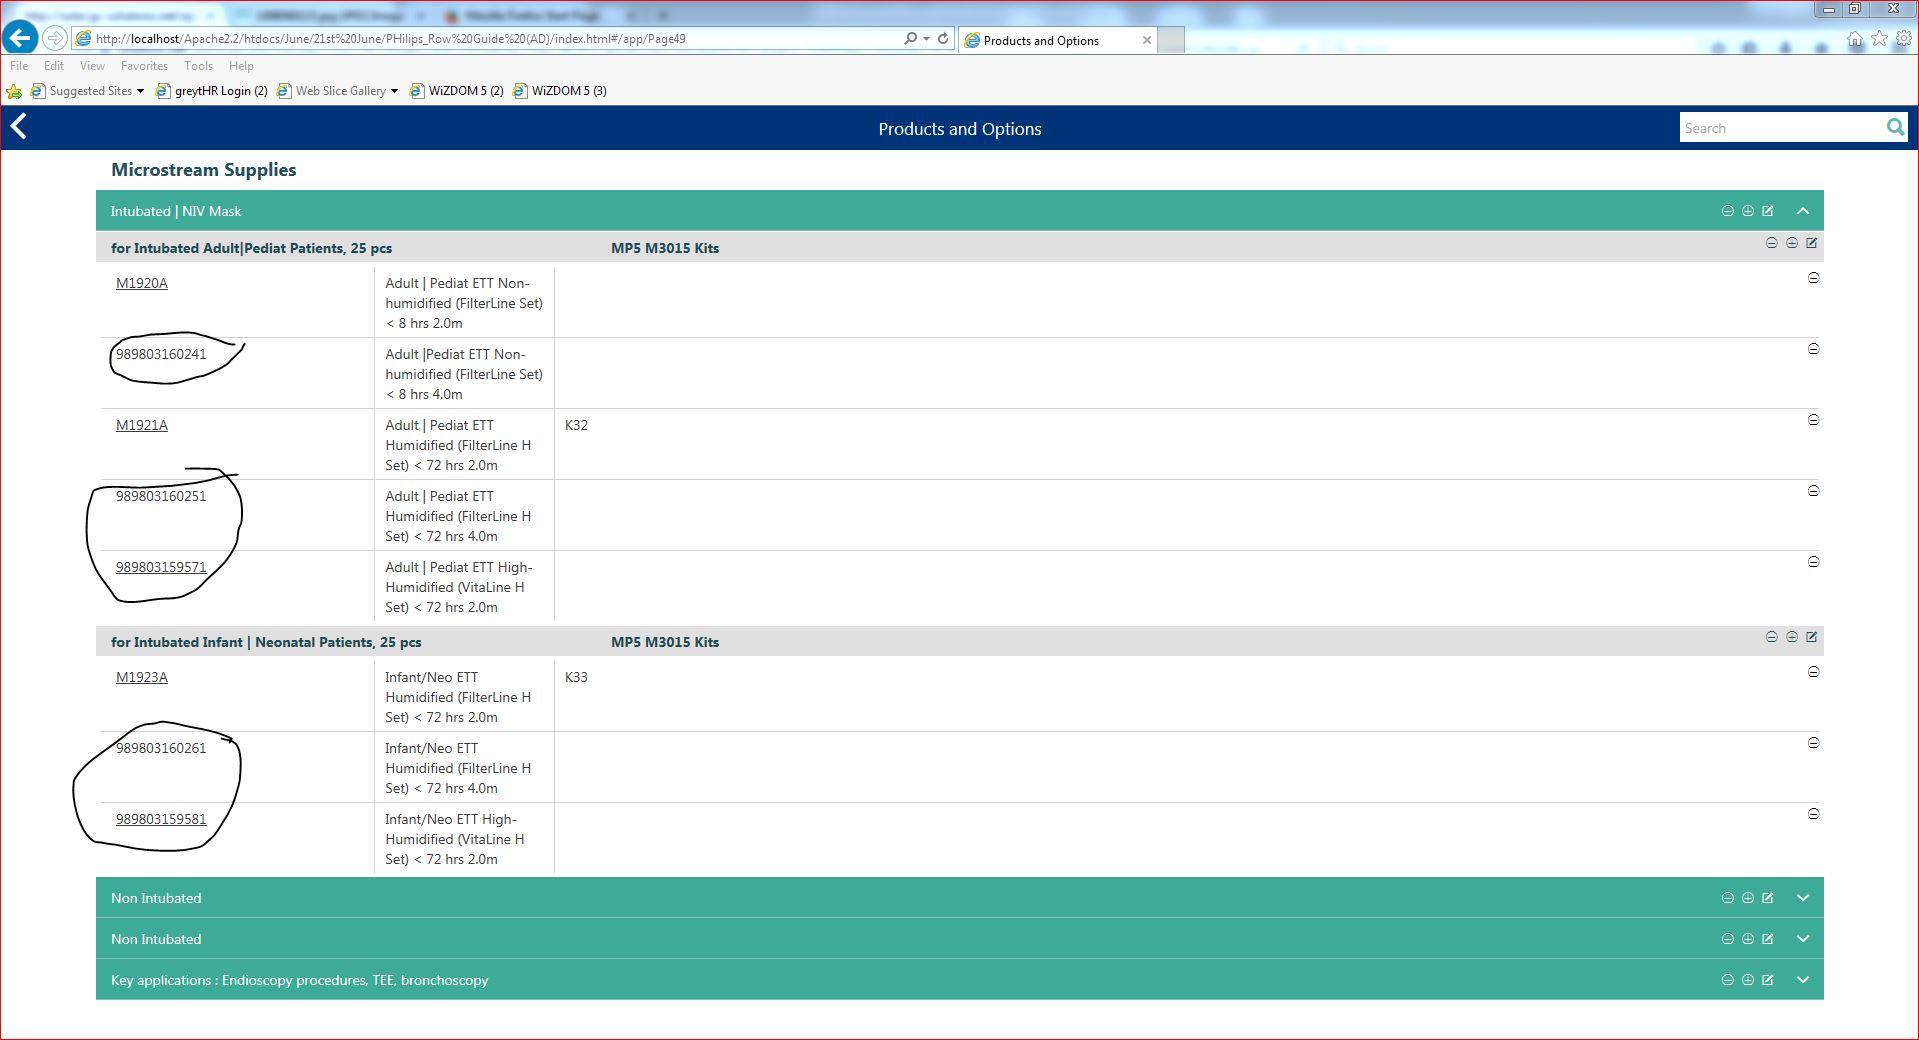 http://localhost/Apache2.2/htdocs/June/21st%20June/PHilips_Row%20Guide%20(AD)/index.html#/app/Page49
Products and Options
File Edit View Favorites Tools Help
Suggested Sites greytHR Login (2) Web Slice Gallery WiZDOM 5 (2) WiZDOM 5 (3)
Products and Options
Search
Microstream Supplies
Intubated | NIV Mask
for Intubated Adult|Pediat Patients, 25 pcs MP5 M3015 Kits
M1920A
Adult | Pediat ETT Non-
humidified (FilterLine Set)
< 8 hrs 2.0m
989803160241
Adult |Pediat ETT Non-
humidified (FilterLine Set)
< 8 hrs 4.0m
M1921A
Adult | Pediat ETT
Humidified (FilterLine H
Set) < 72 hrs 2.0m
K32
989803160251
Adult | Pediat ETT
Humidified (FilterLine H
Set) < 72 hrs 4.0m
989803159571
Adult | Pediat ETT High-
Humidified (VitaLine H
Set) < 72 hrs 2.0m
for Intubated Infant | Neonatal Patients, 25 pcs MP5 M3015 Kits
M1923A
Infant/Neo ETT
Humidified (FilterLine H
Set) < 72 hrs 2.0m
K33
989803160261
Infant/Neo ETT
Humidified (FilterLine H
Set) < 72 hrs 4.0m
989803159581
Infant/Neo ETT High-
Humidified (VitaLine H
Set) < 72 hrs 2.0m
Non Intubated
Non Intubated
Key applications : Endioscopy procedures, TEE, bronchoscopy